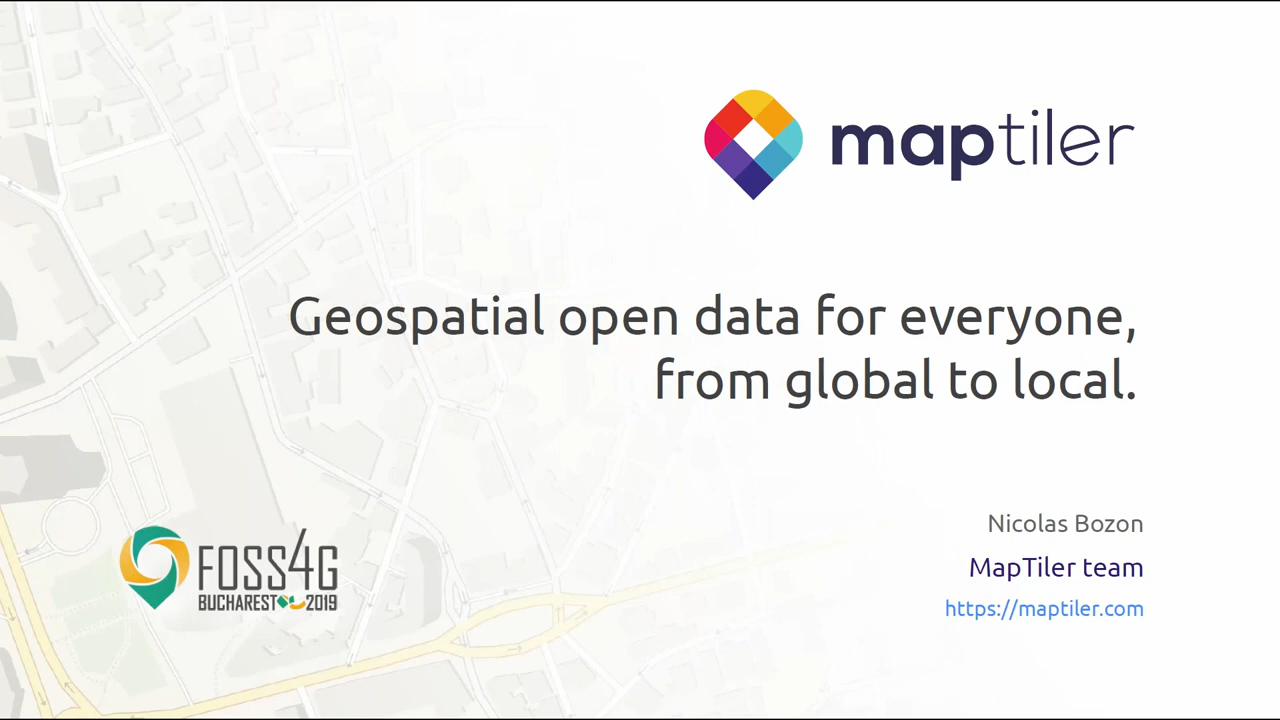 maptiler
Geospatial open data for everyone,
from global to local.
Nicolas Bozon
MapTiler team
https://maptiler.com
FOSS4G
BUCHAREST 2019